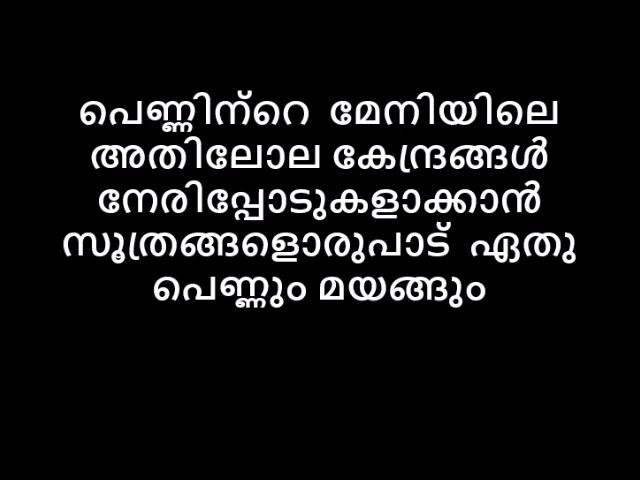 പെണ്ണിന്റെ മേനിയിലെ
അതിലോല കേന്ദ്രങ്ങൾ
നേരിപ്പോടുകളാക്കാൻ
സൂത്രങ്ങളൊരുപാട് ഏതു
പെണ്ണും മയങ്ങും